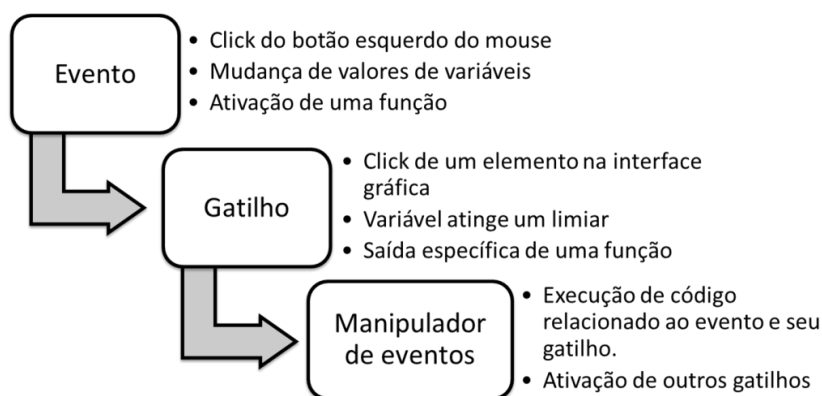 Evento
• Click do botão esquerdo do mouse
• Mudança de valores de variáveis
• Ativação de uma função
Gatilho
• Click de um elemento na interface
gráfica
• Variável atinge um limiar
• Saída específica de uma função
Manipulador
de eventos
• Execução de código
relacionado ao evento e seu
gatilho.
• Ativação de outros gatilhos